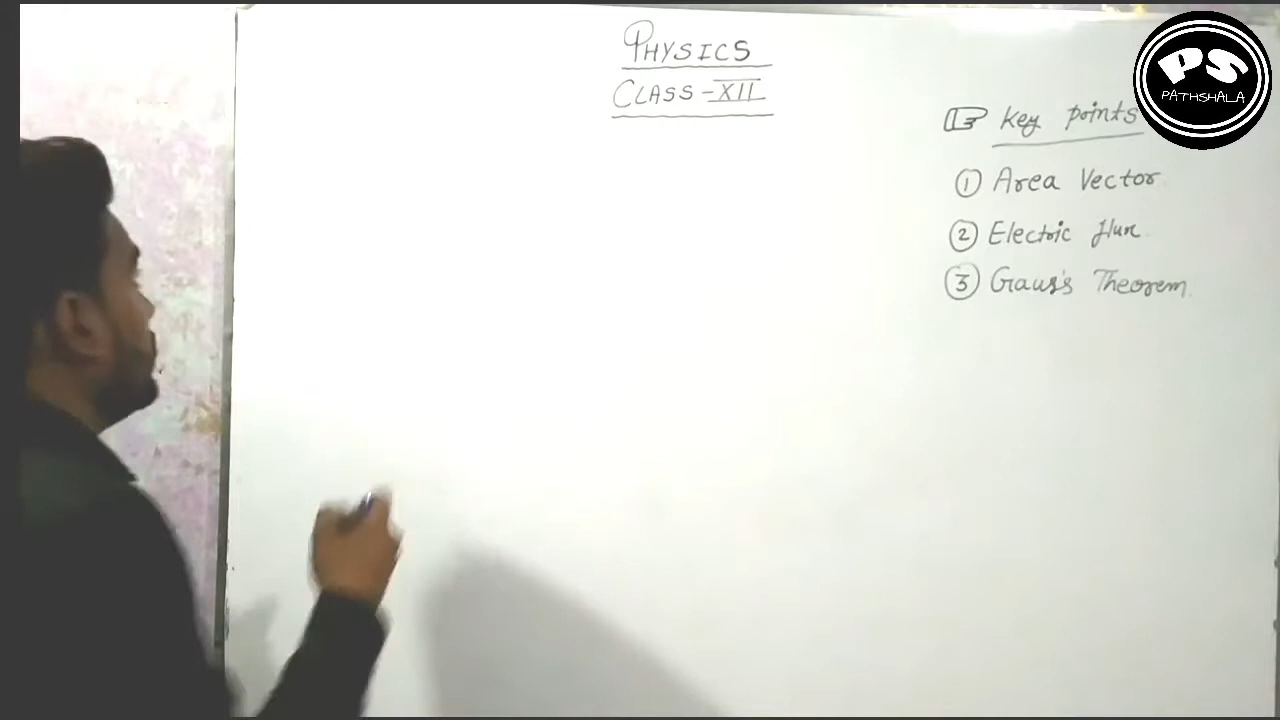 PHYSICS
CLASS-XII
PS
PATHSHALA
Key points
① Area Vector
② Electric flux
③ Gauss's Theorem